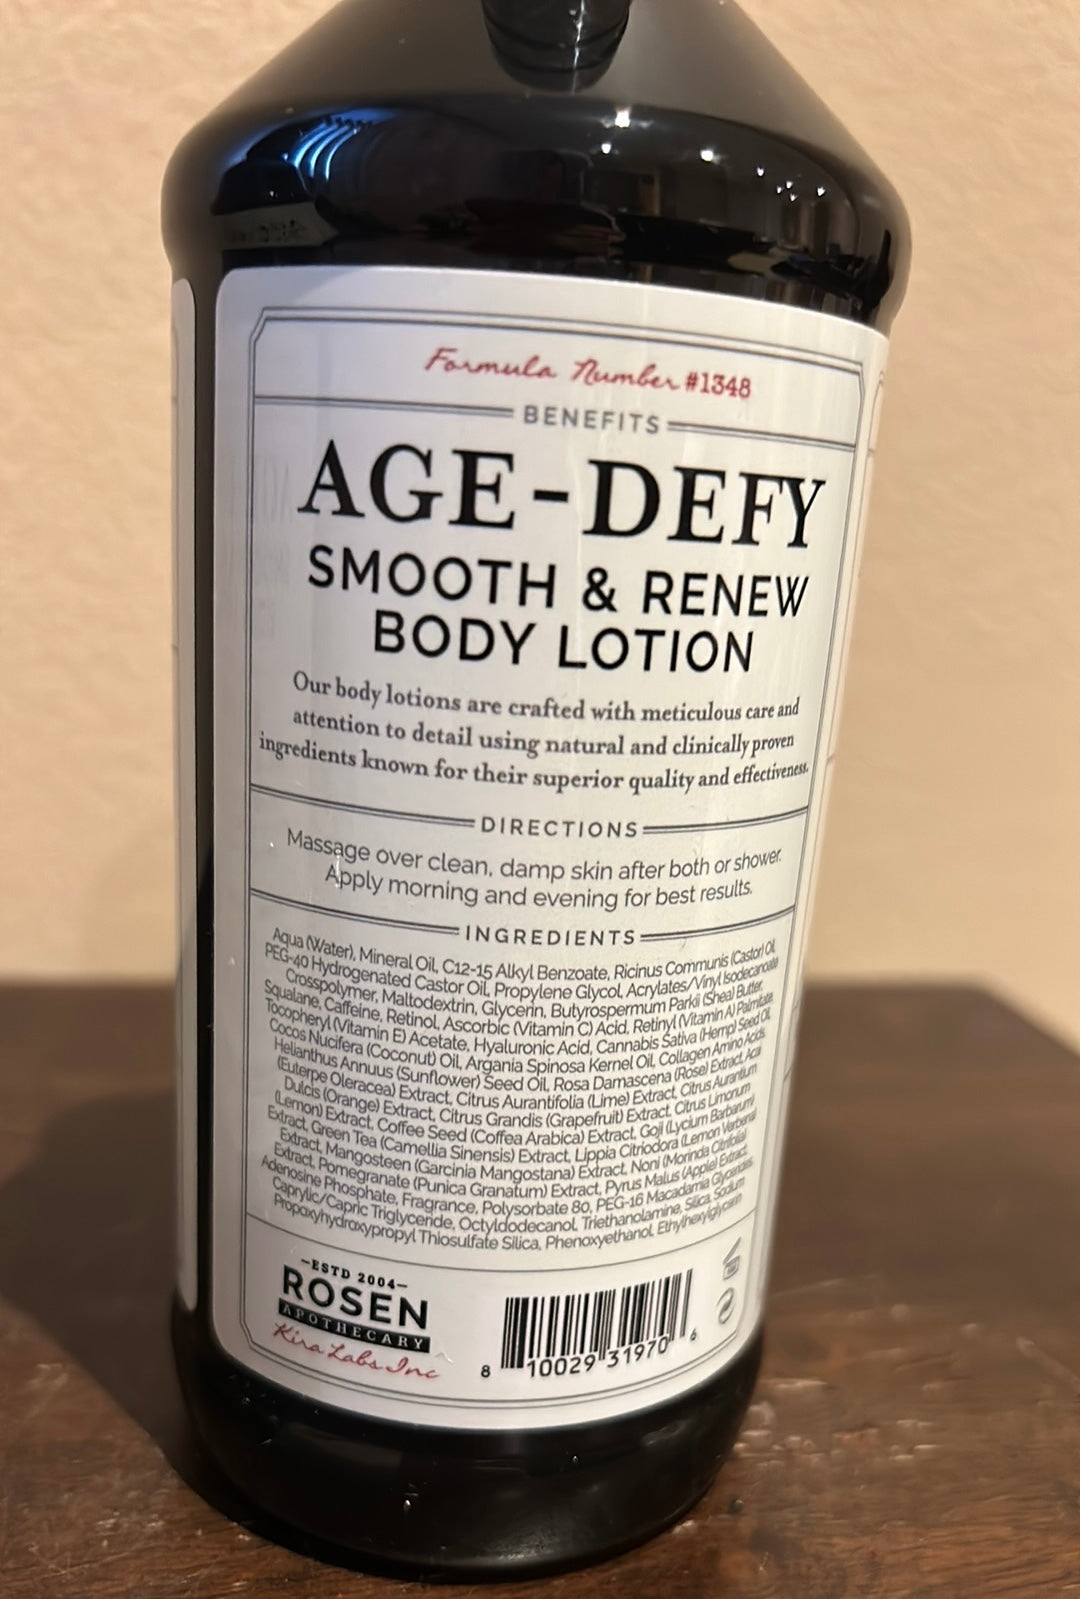 Formula Number #1348
BENEFITS
AGE-DEFY
SMOOTH & RENEW
BODY LOTION
Our body lotions are crafted with meticulous care and
attention to detail using natural and clinically proven
ingredients known for their superior quality and effectiveness.
DIRECTIONS
Massage over clean, damp skin after both or shower.
Apply morning and evening for best results.
INGREDIENTS
Aqua (Water), Mineral Oil, C12-15 Alkyl Benzoate, Ricinus Communis (Castor) Oil,
PEG-40 Hydrogenated Castor Oil, Propylene Glycol, Acrylates/Vinyl Isodecanoate
Crosspolymer, Maltodextrin, Glycerin, Butyrospermum Parkii (Shea) Butter,
Squalane, Caffeine, Retinol, Ascorbic (Vitamin C) Acid, Retinyl (Vitamin A) Palmitate,
Tocopheryl (Vitamin E) Acetate, Hyaluronic Acid, Cannabis Sativa (Hemp) Seed Oil,
Cocos Nucifera (Coconut) Oil, Argania Spinosa Kernel Oil, Collagen Amino Acids,
Helianthus Annuus (Sunflower) Seed Oil, Rosa Damascena (Rose) Extract, Acai
(Euterpe Oleracea) Extract, Citrus Aurantifolia (Lime) Extract, Citrus Aurantium
Dulcis (Orange) Extract, Citrus Grandis (Grapefruit) Extract, Citrus Limonum
(Lemon) Extract, Coffee Seed (Coffea Arabica) Extract, Goji (Lycium Barbarum)
Extract, Green Tea (Camellia Sinensis) Extract, Lippia Citriodora (Lemon Verbena)
Extract, Mangosteen (Garcinia Mangostana) Extract, Noni (Morinda Citrifolia)
Extract, Pomegranate (Punica Granatum) Extract, Pyrus Malus (Apple) Extract,
Adenosine Phosphate, Fragrance, Polysorbate 80, PEG-16 Macadamia Glycerides,
Caprylic/Capric Triglyceride, Octyldodecanol, Triethanolamine, Silica, Sodium
Propoxyhydroxypropyl Thiosulfate Silica, Phenoxyethanol, Ethylhexylglycerin
-ESTD 2004-
ROSEN
APOTHECARY
Kira Labs Inc
8 10029 31970 6